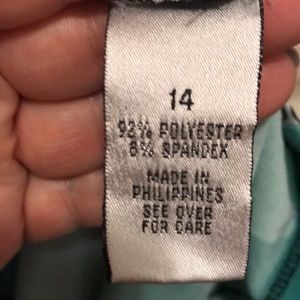 14
92% POLYESTER
8% SPANDEX
MADE IN
PHILIPPINES
SEE OVER
FOR CARE